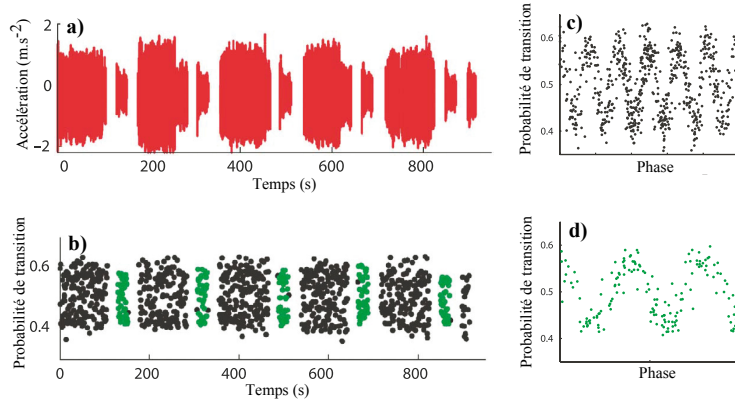 a)
Accélération (m.s-2)
2
0
−2
0 200 400 600 800
Temps (s)
b)
Probabilité de transition
0.6
0.4
0 200 400 600 800
Temps (s)
c)
Probabilité de transition
0.6
0.5
0.4
Phase
d)
Probabilité de transition
0.6
0.5
0.4
Phase